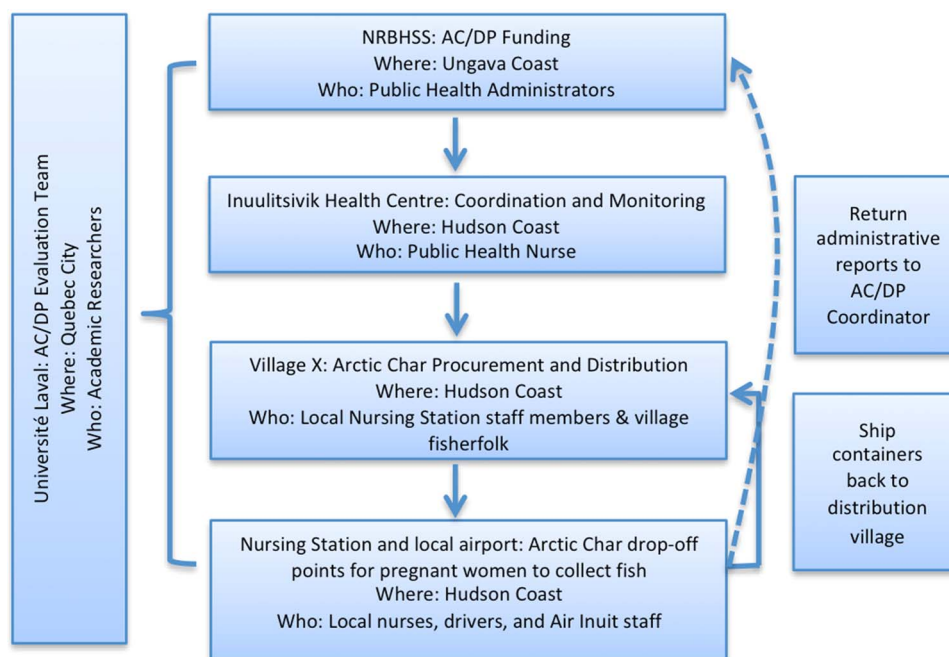 Université Laval: AC/DP Evaluation Team
Where: Quebec City
Who: Academic Researchers
NRBHSS: AC/DP Funding
Where: Ungava Coast
Who: Public Health Administrators
Inuulitsivik Health Centre: Coordination and Monitoring
Where: Hudson Coast
Who: Public Health Nurse
Village X: Arctic Char Procurement and Distribution
Where: Hudson Coast
Who: Local Nursing Station staff members & village
fisherfolk
Nursing Station and local airport: Arctic Char drop-off
points for pregnant women to collect fish
Where: Hudson Coast
Who: Local nurses, drivers, and Air Inuit staff
Return
administrative
reports to
AC/DP
Coordinator
Ship
containers
back to
distribution
village